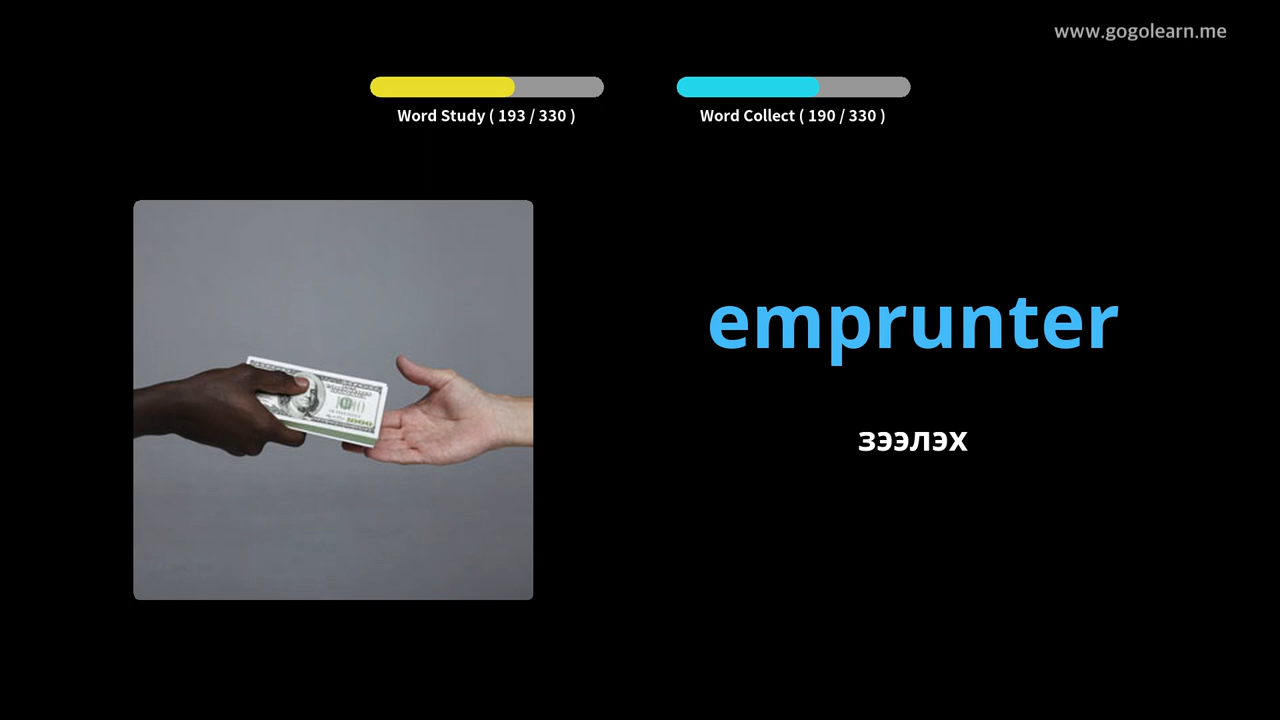 www.gogolearn.me
Word Study ( 193 / 330 )
Word Collect ( 190 / 330 )
emprunter
зээлэх